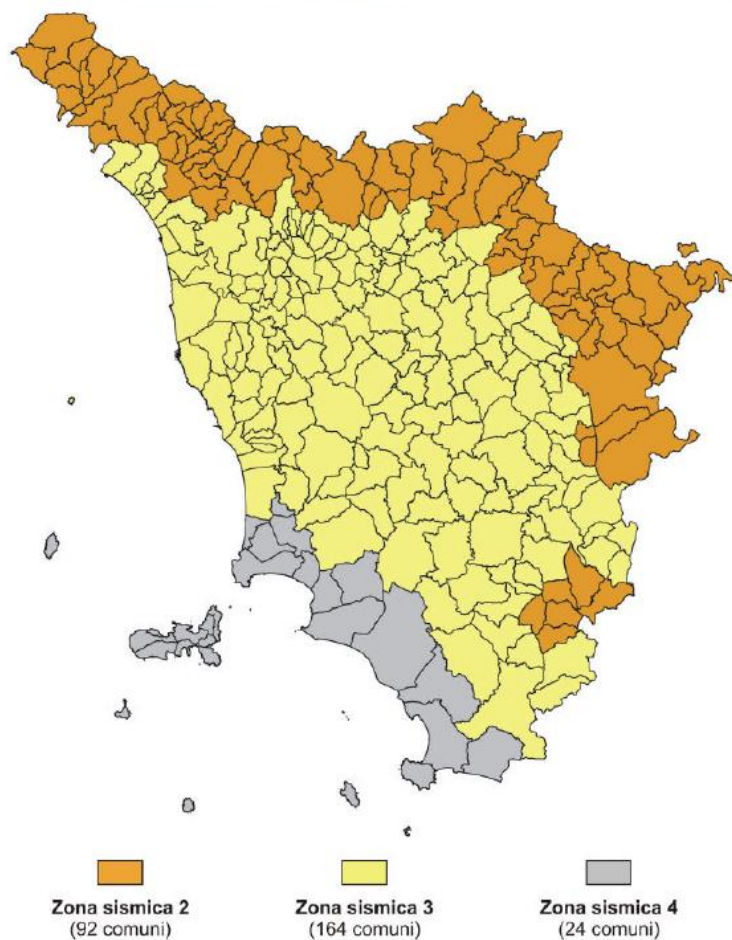 Zona sismica 2
(92 comuni)
Zona sismica 3
(164 comuni)
Zona sismica 4
(24 comuni)